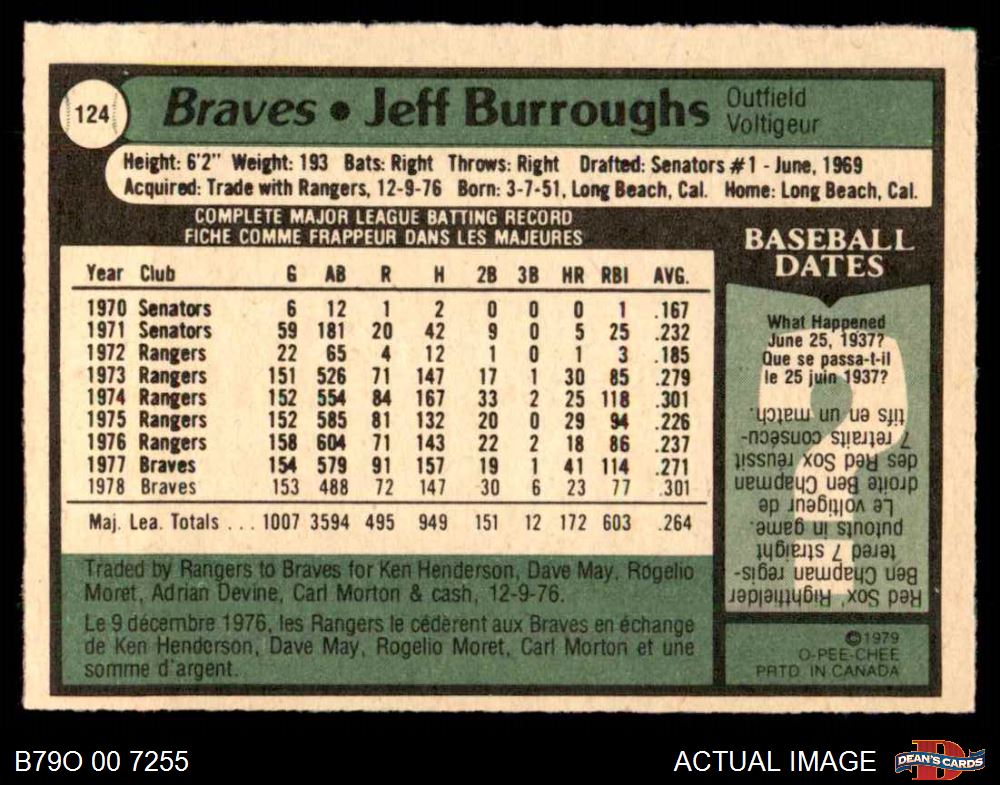 124
Braves • Jeff Burroughs
Outfield
Voltigeur
Height: 6'2" Weight: 193 Bats: Right Throws: Right Drafted: Senators #1 - June, 1969
Acquired: Trade with Rangers, 12-9-76 Born: 3-7-51, Long Beach, Cal. Home: Long Beach, Cal.
COMPLETE MAJOR LEAGUE BATTING RECORD
FICHE COMME FRAPPEUR DANS LES MAJEURES
Year Club G AB R H 2B 3B HR RBI AVG.
1970 Senators 6 12 1 2 0 0 0 1 .167
1971 Senators 59 181 20 42 9 0 5 25 .232
1972 Rangers 22 65 4 12 1 0 1 3 .185
1973 Rangers 151 526 71 147 17 1 30 85 .279
1974 Rangers 152 554 84 167 33 2 25 118 .301
1975 Rangers 152 585 81 132 20 0 29 94 .226
1976 Rangers 158 604 71 143 22 2 18 86 .237
1977 Braves 154 579 91 157 19 1 41 114 .271
1978 Braves 153 488 72 147 30 6 23 77 .301
Maj. Lea. Totals . . . 1007 3594 495 949 151 12 172 603 .264
Traded by Rangers to Braves for Ken Henderson, Dave May, Rogelio
Moret, Adrian Devine, Carl Morton & cash, 12-9-76.
Le 9 décembre 1976, les Rangers le cédèrent aux Braves en échange
de Ken Henderson, Dave May, Rogelio Moret, Carl Morton et une
somme d'argent.
BASEBALL
DATES
What Happened
June 25, 1937?
Que se passa-t-il
le 25 juin 1937?
Red Sox' Rightfielder
Ben Chapman regis-
tered 7 straight
putouts in game.
Le voltigeur de
droite Ben Chapman
des Red Sox réussit
7 retraits consécu-
tifs en un match.
©1979
O-PEE-CHEE
PRTD. IN CANADA
B79O 00 7255
ACTUAL IMAGE
DEAN'S CARDS